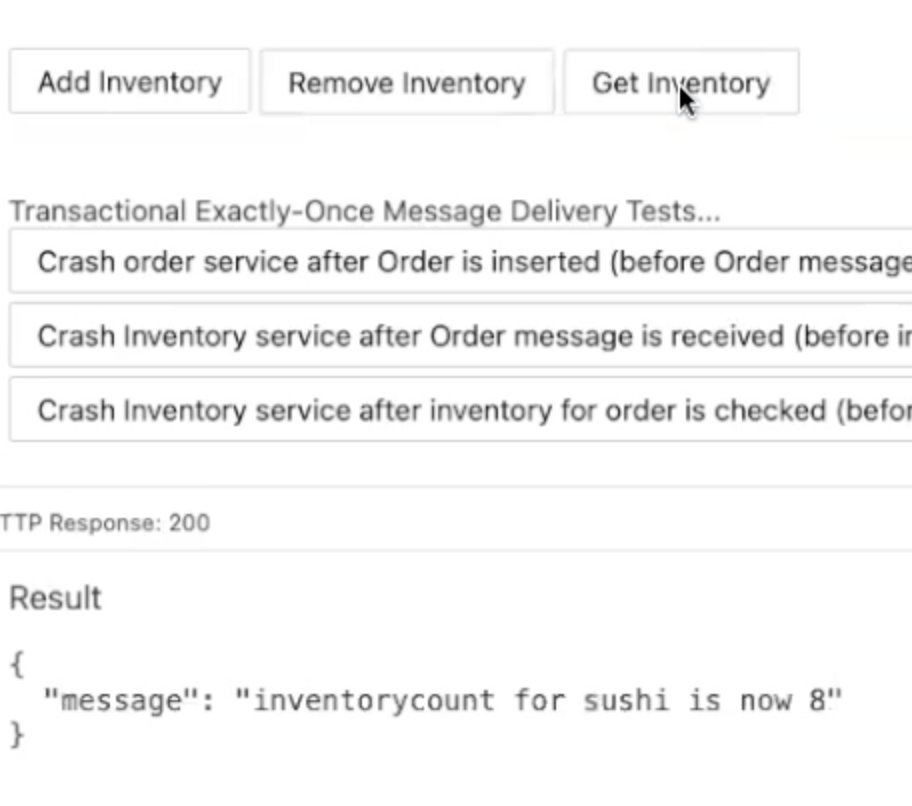 Add Inventory Remove Inventory Get Inventory
Transactional Exactly-Once Message Delivery Tests...
Crash order service after Order is inserted (before Order message
Crash Inventory service after Order message is received (before
Crash Inventory service after inventory for order is checked
TTP Response: 200
Result
{
"message": "inventorycount for sushi is now 8"
}